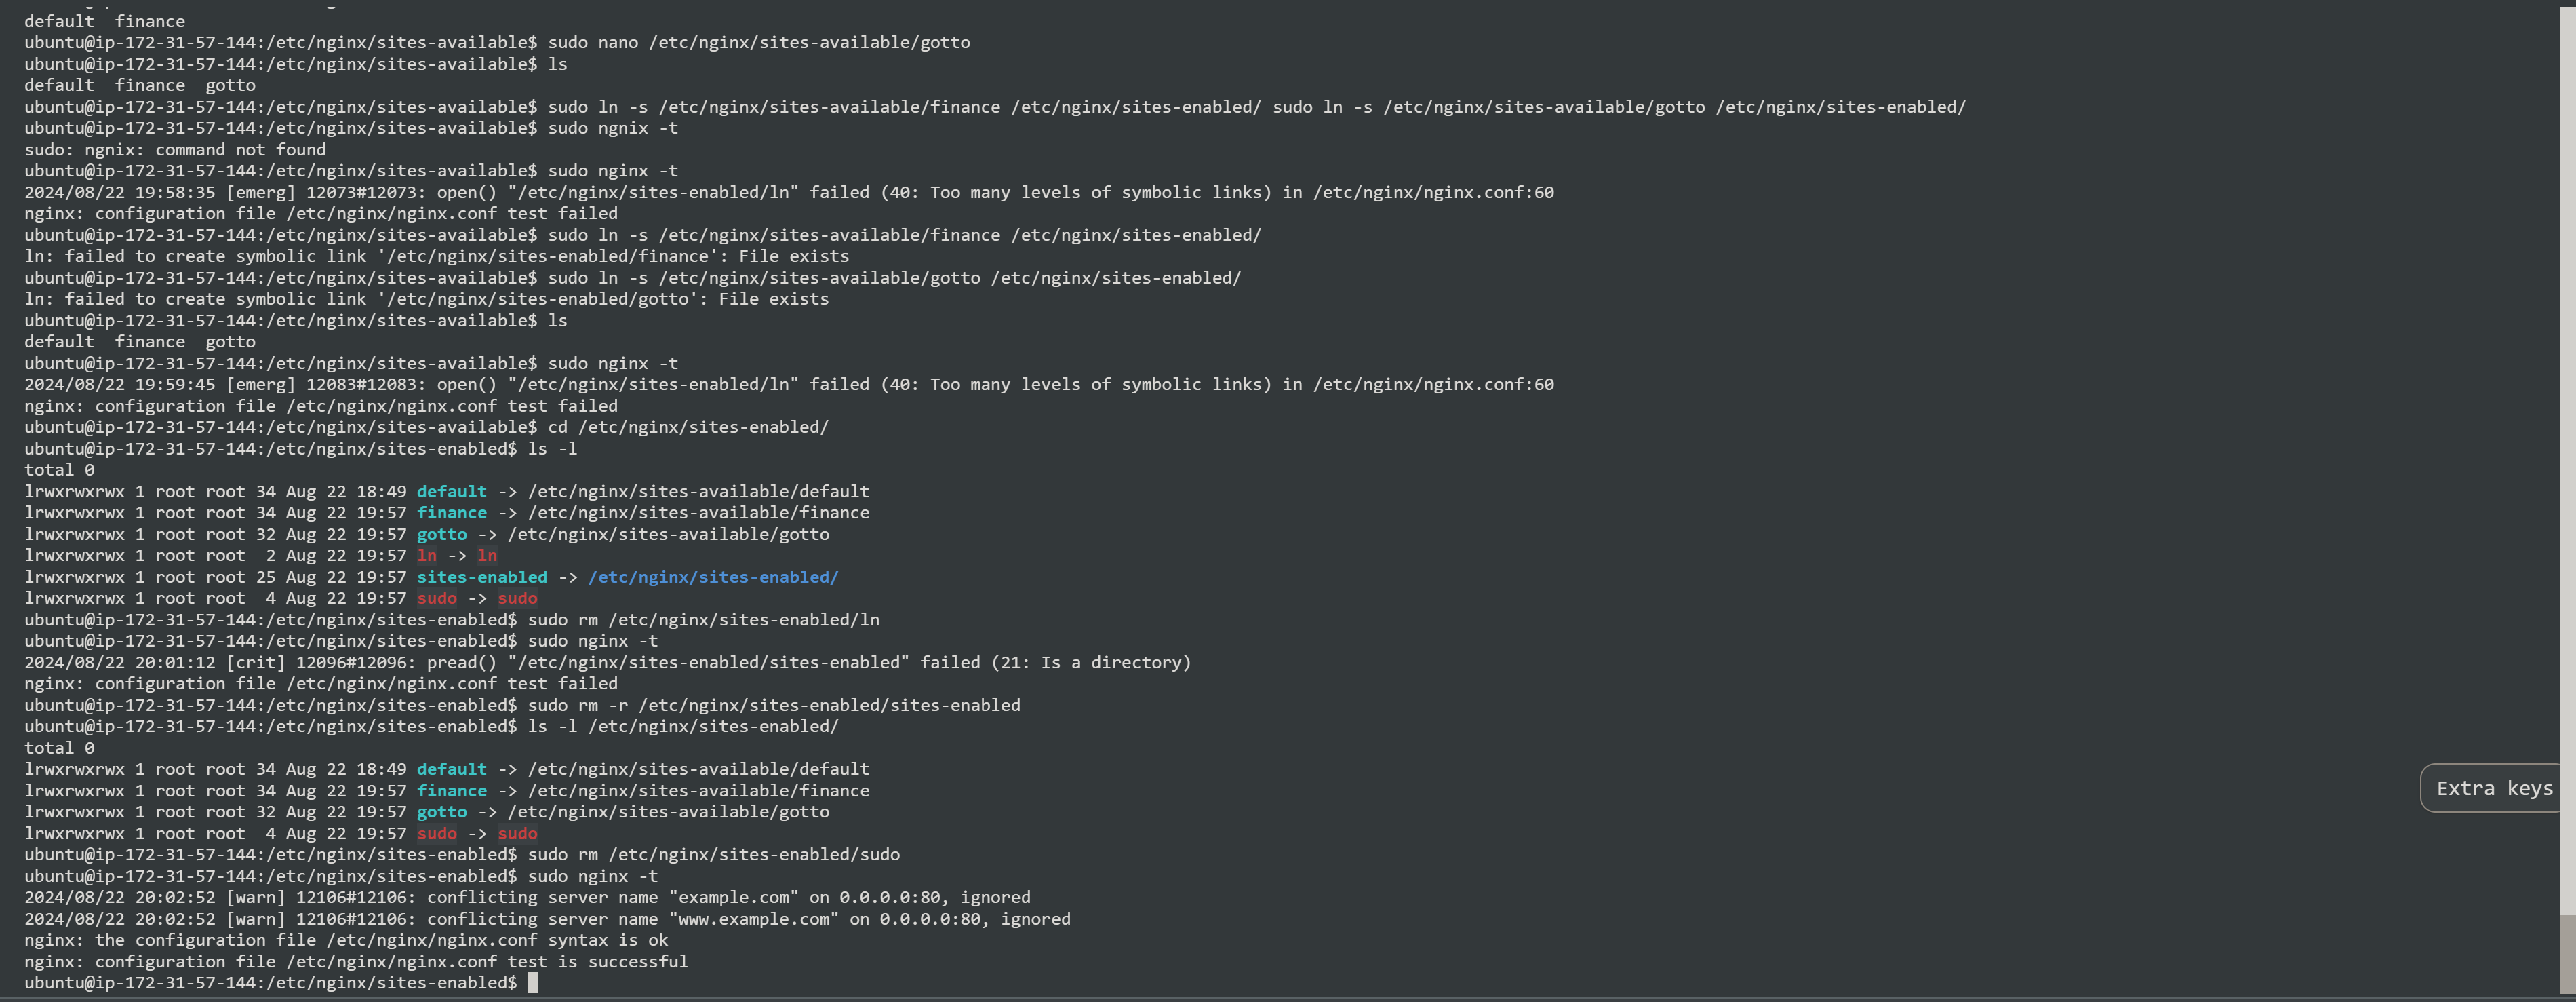 default  finance
ubuntu@ip-172-31-57-144:/etc/nginx/sites-available$ sudo nano /etc/nginx/sites-available/gotto
ubuntu@ip-172-31-57-144:/etc/nginx/sites-available$ ls
default  finance  gotto
ubuntu@ip-172-31-57-144:/etc/nginx/sites-available$ sudo ln -s /etc/nginx/sites-available/finance /etc/nginx/sites-enabled/ sudo ln -s /etc/nginx/sites-available/gotto /etc/nginx/sites-enabled/
ubuntu@ip-172-31-57-144:/etc/nginx/sites-available$ sudo ngnix -t
sudo: ngnix: command not found
ubuntu@ip-172-31-57-144:/etc/nginx/sites-available$ sudo nginx -t
2024/08/22 19:58:35 [emerg] 12073#12073: open() "/etc/nginx/sites-enabled/ln" failed (40: Too many levels of symbolic links) in /etc/nginx/nginx.conf:60
nginx: configuration file /etc/nginx/nginx.conf test failed
ubuntu@ip-172-31-57-144:/etc/nginx/sites-available$ sudo ln -s /etc/nginx/sites-available/finance /etc/nginx/sites-enabled/
ln: failed to create symbolic link '/etc/nginx/sites-enabled/finance': File exists
ubuntu@ip-172-31-57-144:/etc/nginx/sites-available$ sudo ln -s /etc/nginx/sites-available/gotto /etc/nginx/sites-enabled/
ln: failed to create symbolic link '/etc/nginx/sites-enabled/gotto': File exists
ubuntu@ip-172-31-57-144:/etc/nginx/sites-available$ ls
default  finance  gotto
ubuntu@ip-172-31-57-144:/etc/nginx/sites-available$ sudo nginx -t
2024/08/22 19:59:45 [emerg] 12083#12083: open() "/etc/nginx/sites-enabled/ln" failed (40: Too many levels of symbolic links) in /etc/nginx/nginx.conf:60
nginx: configuration file /etc/nginx/nginx.conf test failed
ubuntu@ip-172-31-57-144:/etc/nginx/sites-available$ cd /etc/nginx/sites-enabled/
ubuntu@ip-172-31-57-144:/etc/nginx/sites-enabled$ ls -l
total 0
lrwxrwxrwx 1 root root 34 Aug 22 18:49 default -> /etc/nginx/sites-available/default
lrwxrwxrwx 1 root root 34 Aug 22 19:57 finance -> /etc/nginx/sites-available/finance
lrwxrwxrwx 1 root root 32 Aug 22 19:57 gotto -> /etc/nginx/sites-available/gotto
lrwxrwxrwx 1 root root  2 Aug 22 19:57 ln -> ln
lrwxrwxrwx 1 root root 25 Aug 22 19:57 sites-enabled -> /etc/nginx/sites-enabled/
lrwxrwxrwx 1 root root  4 Aug 22 19:57 sudo -> sudo
ubuntu@ip-172-31-57-144:/etc/nginx/sites-enabled$ sudo rm /etc/nginx/sites-enabled/ln
ubuntu@ip-172-31-57-144:/etc/nginx/sites-enabled$ sudo nginx -t
2024/08/22 20:01:12 [crit] 12096#12096: pread() "/etc/nginx/sites-enabled/sites-enabled" failed (21: Is a directory)
nginx: configuration file /etc/nginx/nginx.conf test failed
ubuntu@ip-172-31-57-144:/etc/nginx/sites-enabled$ sudo rm -r /etc/nginx/sites-enabled/sites-enabled
ubuntu@ip-172-31-57-144:/etc/nginx/sites-enabled$ ls -l /etc/nginx/sites-enabled/
total 0
lrwxrwxrwx 1 root root 34 Aug 22 18:49 default -> /etc/nginx/sites-available/default
lrwxrwxrwx 1 root root 34 Aug 22 19:57 finance -> /etc/nginx/sites-available/finance
lrwxrwxrwx 1 root root 32 Aug 22 19:57 gotto -> /etc/nginx/sites-available/gotto
lrwxrwxrwx 1 root root  4 Aug 22 19:57 sudo -> sudo
ubuntu@ip-172-31-57-144:/etc/nginx/sites-enabled$ sudo rm /etc/nginx/sites-enabled/sudo
ubuntu@ip-172-31-57-144:/etc/nginx/sites-enabled$ sudo nginx -t
2024/08/22 20:02:52 [warn] 12106#12106: conflicting server name "example.com" on 0.0.0.0:80, ignored
2024/08/22 20:02:52 [warn] 12106#12106: conflicting server name "www.example.com" on 0.0.0.0:80, ignored
nginx: the configuration file /etc/nginx/nginx.conf syntax is ok
nginx: configuration file /etc/nginx/nginx.conf test is successful
ubuntu@ip-172-31-57-144:/etc/nginx/sites-enabled$
Extra keys